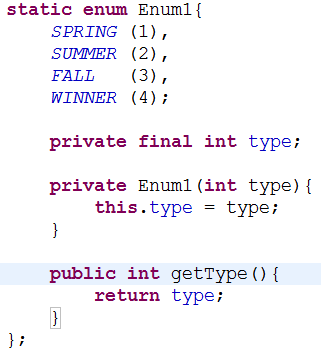 static enum Enum1{
    SPRING (1),
    SUMMER (2),
    FALL   (3),
    WINNER (4);

    private final int type;

    private Enum1(int type){
        this.type = type;
    }

    public int getType(){
        return type;
    }
};